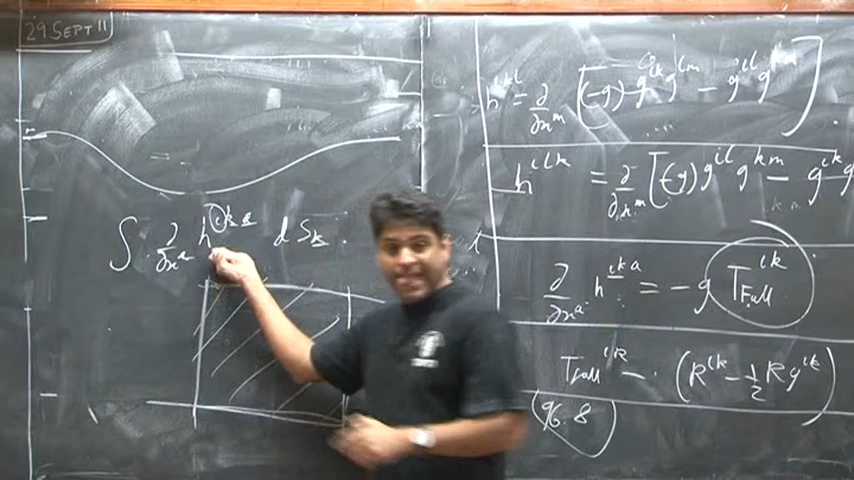 29 SEPT 11
h^{ikl} = ∂/∂x^m [(-g) g^{ik} g^{lm} - g^{il} g^{km}]
h^{ilk} = ∂/∂x^m [(-g) g^{il} g^{km} - g^{ik} g
∫ ∂/∂x^a h^{ika} dS_k
∂/∂x^a h^{ika} = -g T_{Full}^{ik}
T_{Full}^{ik} - (R^{ik} - 1/2 R g^{ik})
96.8